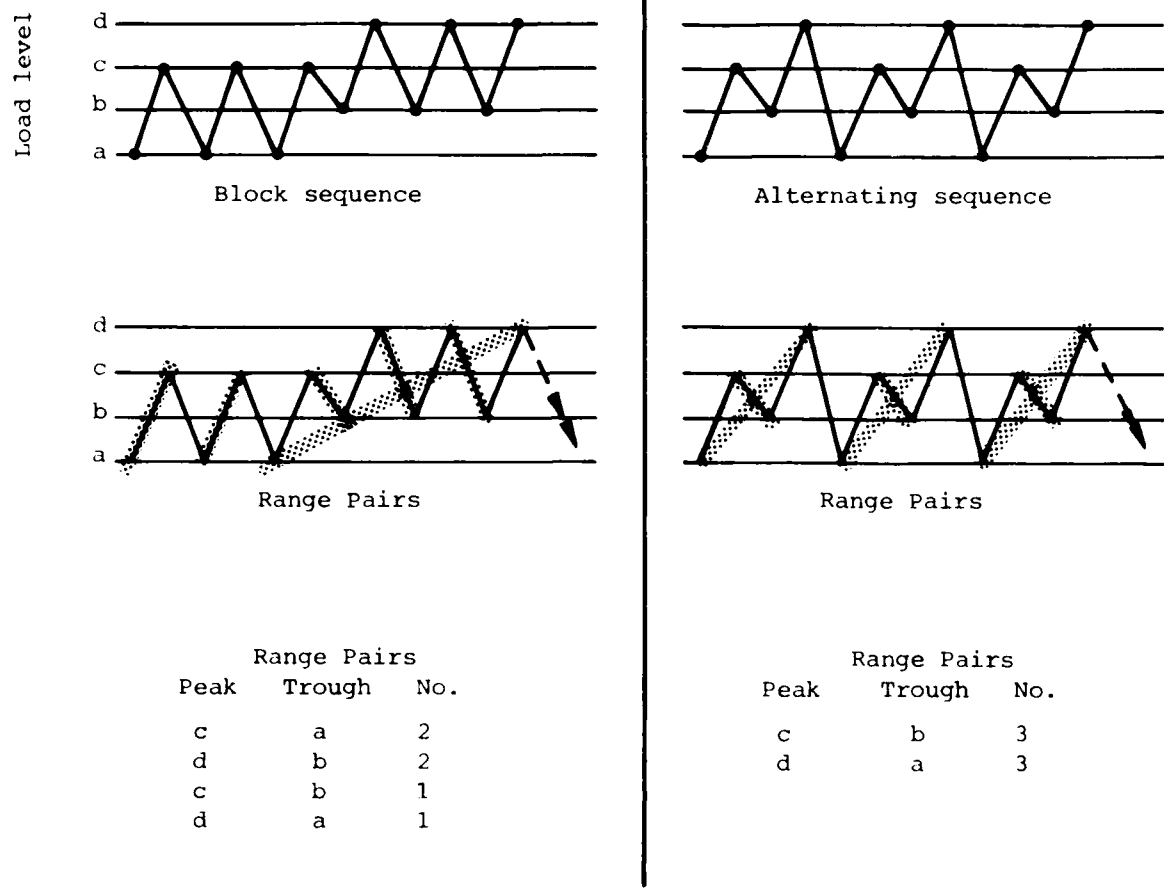 Load level
d
c
b
a
Block sequence
d
c
b
a
Range Pairs
Range Pairs
Peak Trough No.
c a 2
d b 2
c b 1
d a 1
Alternating sequence
Range Pairs
Range Pairs
Peak Trough No.
c b 3
d a 3